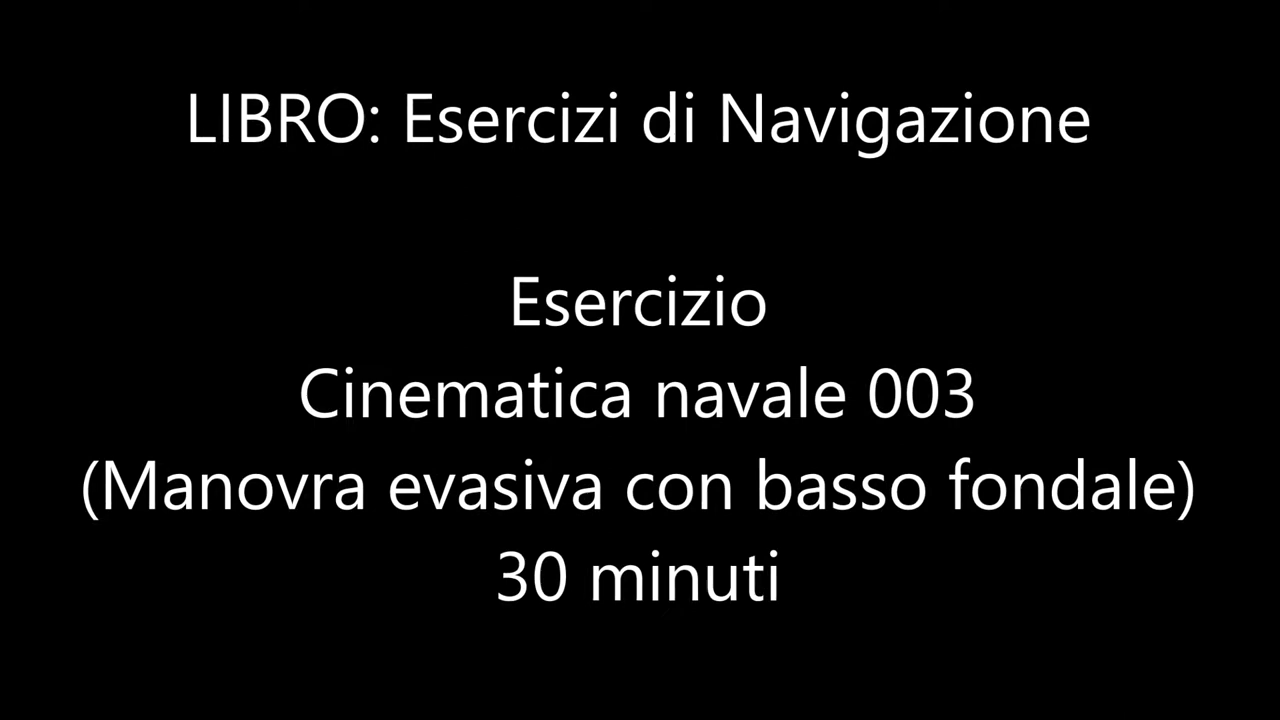 LIBRO: Esercizi di Navigazione
Esercizio
Cinematica navale 003
(Manovra evasiva con basso fondale)
30 minuti